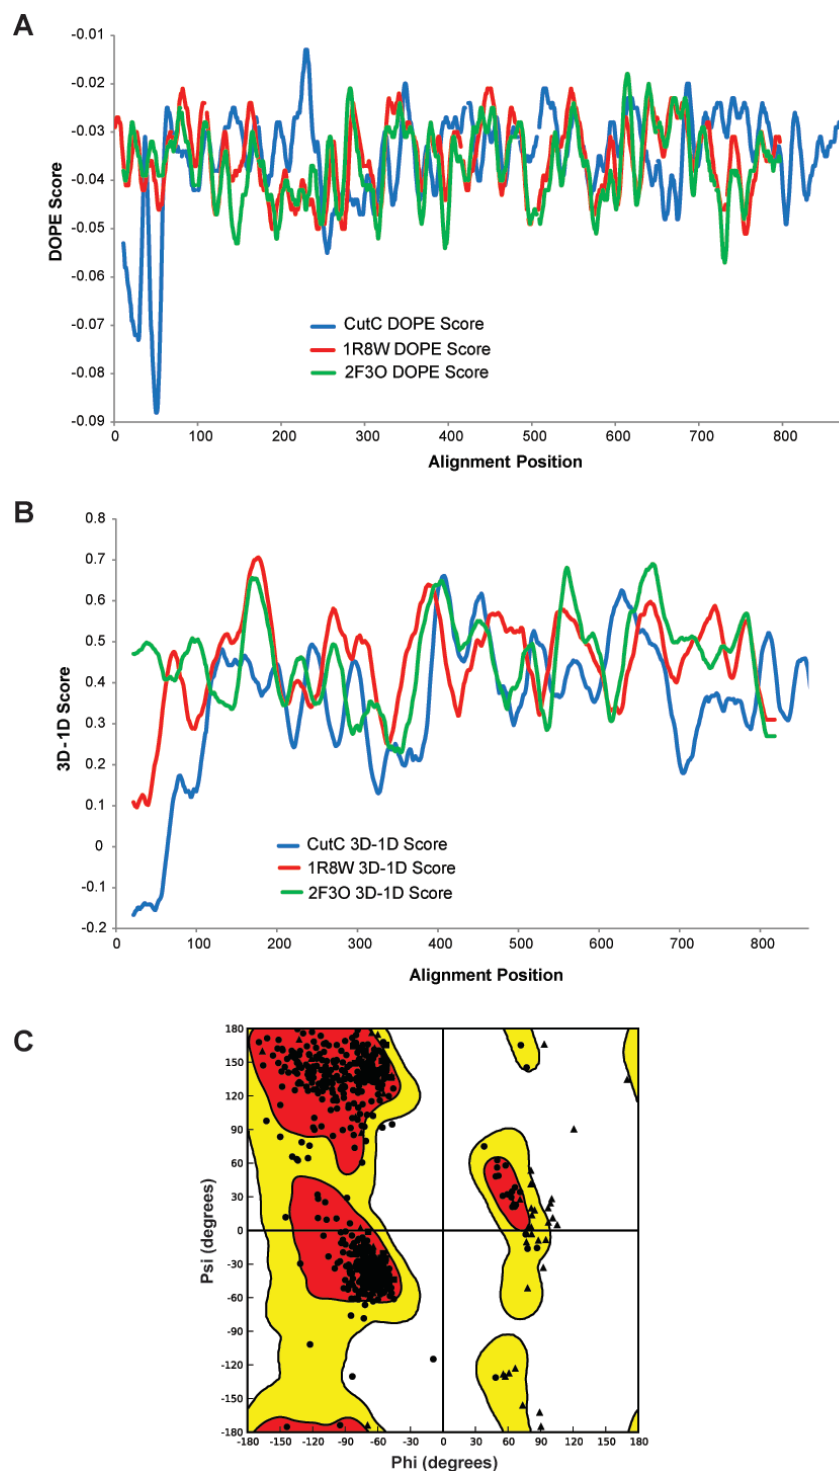 A
-0.01
-0.02
-0.03
-0.04
-0.05
-0.06
-0.07
-0.08
-0.09
DOPE Score
CutC DOPE Score
1R8W DOPE Score
2F3O DOPE Score
0 100 200 300 400 500 600 700 800
Alignment Position
B
0.8
0.7
0.6
0.5
0.4
0.3
0.2
0.1
0
-0.1
-0.2
3D-1D Score
CutC 3D-1D Score
1R8W 3D-1D Score
2F3O 3D-1D Score
0 100 200 300 400 500 600 700 800
Alignment Position
C
180
150
120
90
60
30
0
-30
-60
-90
-120
-150
-180
Psi (degrees)
-180 -150 -120 -90 -60 -30 0 30 60 90 120 150 180
Phi (degrees)